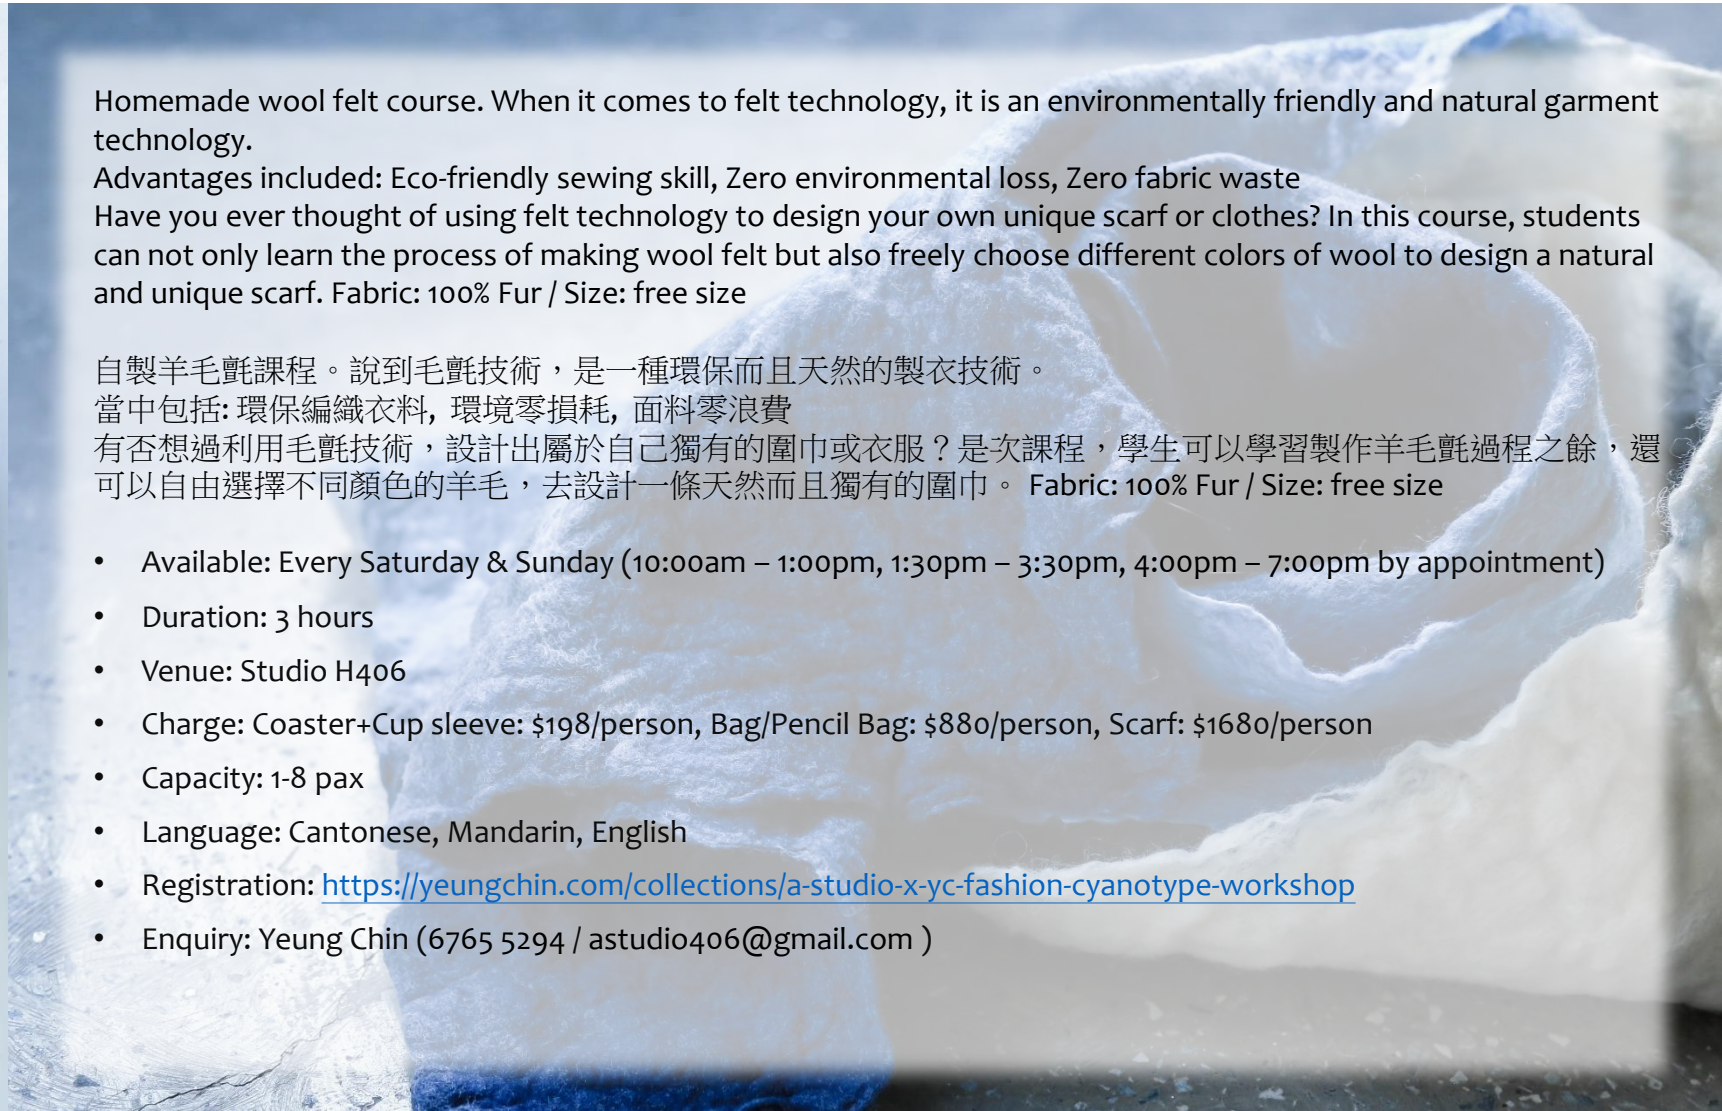 Homemade wool felt course. When it comes to felt technology, it is an environmentally friendly and natural garment
technology.
Advantages included: Eco-friendly sewing skill, Zero environmental loss, Zero fabric waste
Have you ever thought of using felt technology to design your own unique scarf or clothes? In this course, students
can not only learn the process of making wool felt but also freely choose different colors of wool to design a natural
and unique scarf. Fabric: 100% Fur / Size: free size
自製羊毛氈課程。說到毛氈技術，是一種環保而且天然的製衣技術。
當中包括: 環保編織衣料, 環境零損耗, 面料零浪費
有否想過利用毛氈技術，設計出屬於自己獨有的圍巾或衣服？是次課程，學生可以學習製作羊毛氈過程之餘，還
可以自由選擇不同顏色的羊毛，去設計一條天然而且獨有的圍巾。 Fabric: 100% Fur / Size: free size
• Available: Every Saturday & Sunday (10:00am – 1:00pm, 1:30pm – 3:30pm, 4:00pm – 7:00pm by appointment)
• Duration: 3 hours
• Venue: Studio H406
• Charge: Coaster+Cup sleeve: $198/person, Bag/Pencil Bag: $880/person, Scarf: $1680/person
• Capacity: 1-8 pax
• Language: Cantonese, Mandarin, English
• Registration: https://yeungchin.com/collections/a-studio-x-yc-fashion-cyanotype-workshop
• Enquiry: Yeung Chin (6765 5294 / astudio406@gmail.com )